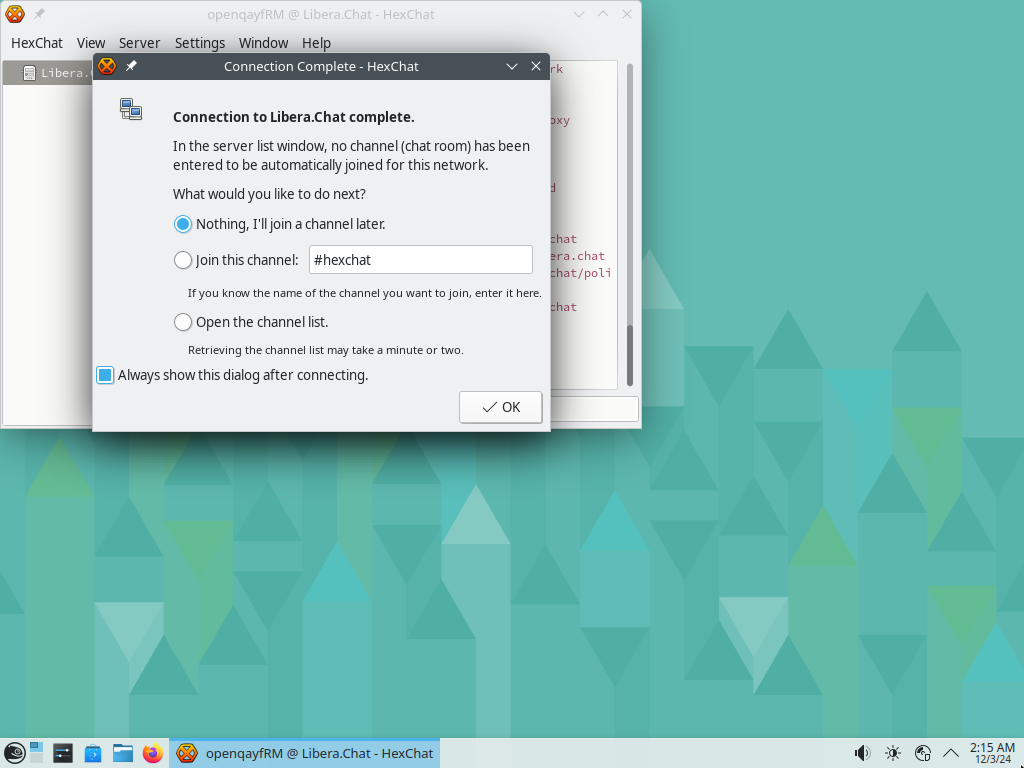 openqayfRM @ Libera.Chat - HexChat
HexChat View Server Settings Window Help
Libera.
Connection Complete - HexChat
rk
oxy
d
chat
era.chat
chat/poli
chat
Connection to Libera.Chat complete.
In the server list window, no channel (chat room) has been
entered to be automatically joined for this network.
What would you like to do next?
Nothing, I'll join a channel later.
Join this channel: #hexchat
If you know the name of the channel you want to join, enter it here.
Open the channel list.
Retrieving the channel list may take a minute or two.
Always show this dialog after connecting.
OK
openqayfRM @ Libera.Chat - HexChat
2:15 AM
12/3/24